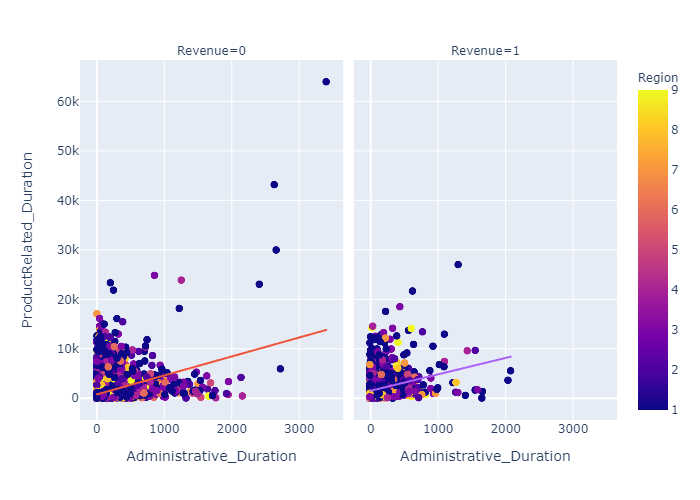 Revenue=0
Revenue=1
Region
ProductRelated_Duration
60k
50k
40k
30k
20k
10k
0
9
8
7
6
5
4
3
2
1
0
1000
2000
3000
0
1000
2000
3000
Administrative_Duration
Administrative_Duration